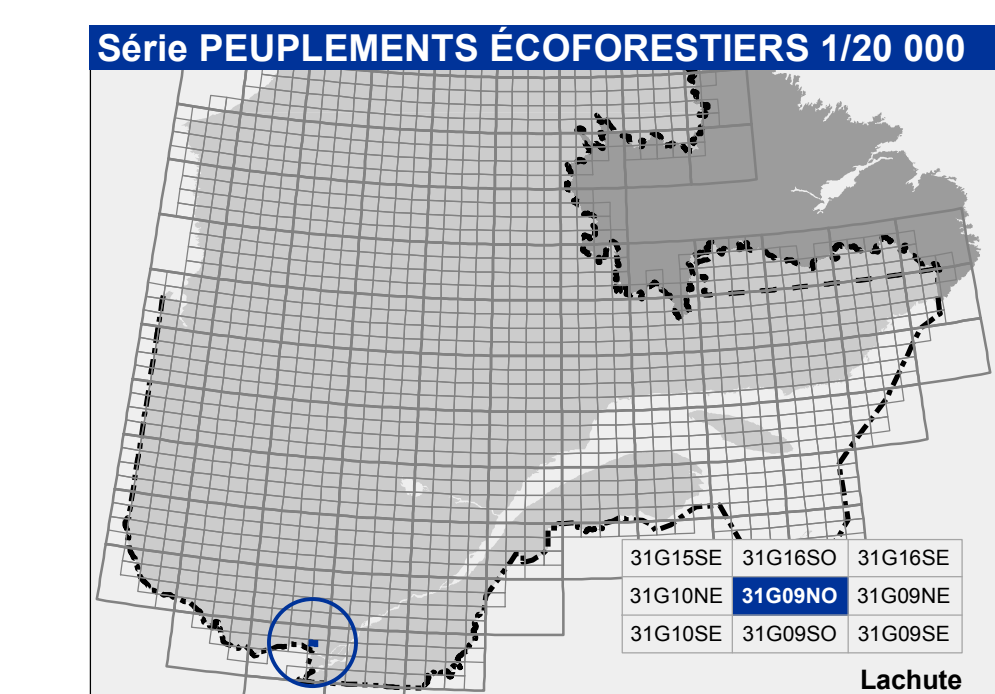 Série PEUPLEMENTS ÉCOFORESTIERS 1/20 000
31G15SE 31G16SO 31G16SE
31G10NE 31G09NO 31G09NE
31G10SE 31G09SO 31G09SE
Lachute